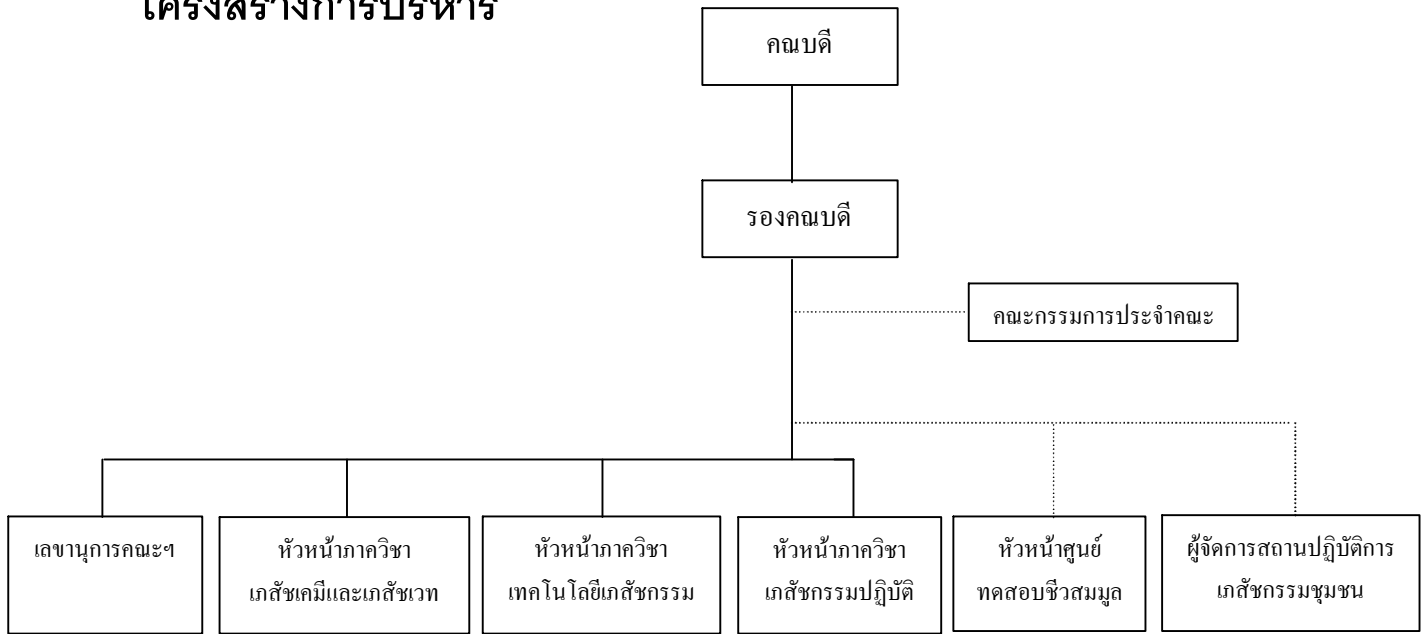 โครงสร้างการบริหาร
คณบดี
รองคณบดี
คณะกรรมการประจำคณะ
เลขานุการคณะฯ
หัวหน้าภาควิชา
เภสัชเคมีและเภสัชเวท
หัวหน้าภาควิชา
เทคโนโลยีเภสัชกรรม
หัวหน้าภาควิชา
เภสัชกรรมปฏิบัติ
หัวหน้าศูนย์
ทดสอบชีวสมมูล
ผู้จัดการสถานปฏิบัติการ
เภสัชกรรมชุมชน